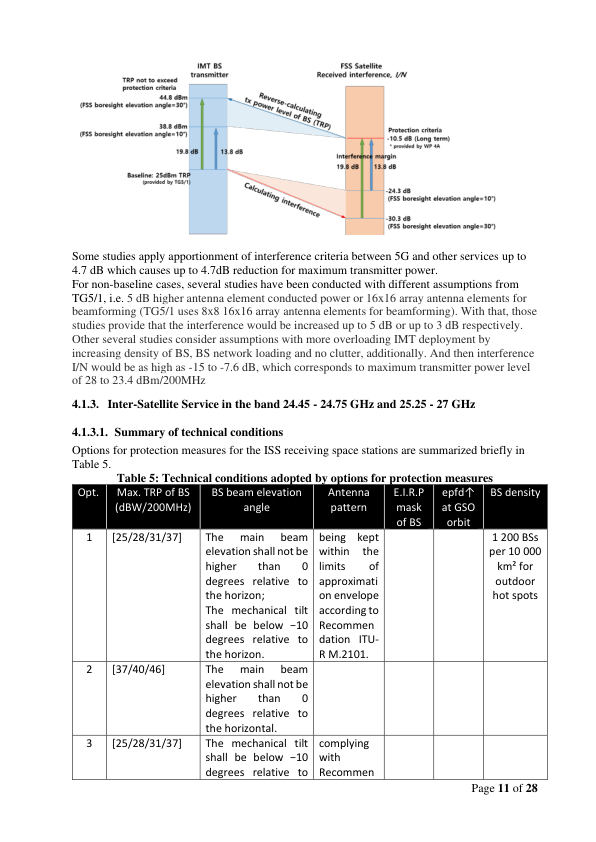 IMT BS
transmitter
FSS Satellite
Received interference, I/N
TRP not to exceed
protection criteria
44.8 dBm
(FSS boresight elevation angle=30°)
38.8 dBm
(FSS boresight elevation angle=10°)
Reverse-calculating
tx power level of BS (TRP)
Protection criteria
-10.5 dB (Long term)
* provided by WP 4A
19.8 dB
13.8 dB
Interference margin
19.8 dB
13.8 dB
Baseline: 25dBm TRP
(provided by TG5/1)
Calculating interference
-24.3 dB
(FSS boresight elevation angle=10°)
-30.3 dB
(FSS boresight elevation angle=30°)
Some studies apply apportionment of interference criteria between 5G and other services up to
4.7 dB which causes up to 4.7dB reduction for maximum transmitter power.
For non-baseline cases, several studies have been conducted with different assumptions from
TG5/1, i.e. 5 dB higher antenna element conducted power or 16x16 array antenna elements for
beamforming (TG5/1 uses 8x8 16x16 array antenna elements for beamforming). With that, those
studies provide that the interference would be increased up to 5 dB or up to 3 dB respectively.
Other several studies consider assumptions with more overloading IMT deployment by
increasing density of BS, BS network loading and no clutter, additionally. And then interference
I/N would be as high as -15 to -7.6 dB, which corresponds to maximum transmitter power level
of 28 to 23.4 dBm/200MHz
4.1.3. Inter-Satellite Service in the band 24.45 - 24.75 GHz and 25.25 - 27 GHz
4.1.3.1. Summary of technical conditions
Options for protection measures for the ISS receiving space stations are summarized briefly in
Table 5.
Table 5: Technical conditions adopted by options for protection measures
Opt.
Max. TRP of BS
(dBW/200MHz)
BS beam elevation
angle
Antenna
pattern
E.I.R.P
mask
of BS
epfd↑
at GSO
orbit
BS density
1
[25/28/31/37]
The main beam
elevation shall not be
higher than 0
degrees relative to
the horizon;
The mechanical tilt
shall be below −10
degrees relative to
the horizon.
being kept
within the
limits of
approximati
on envelope
according to
Recommen
dation ITU-
R M.2101.
1 200 BSs
per 10 000
km² for
outdoor
hot spots
2
[37/40/46]
The main beam
elevation shall not be
higher than 0
degrees relative to
the horizontal.
3
[25/28/31/37]
The mechanical tilt
shall be below −10
degrees relative to
complying
with
Recommen
Page 11 of 28